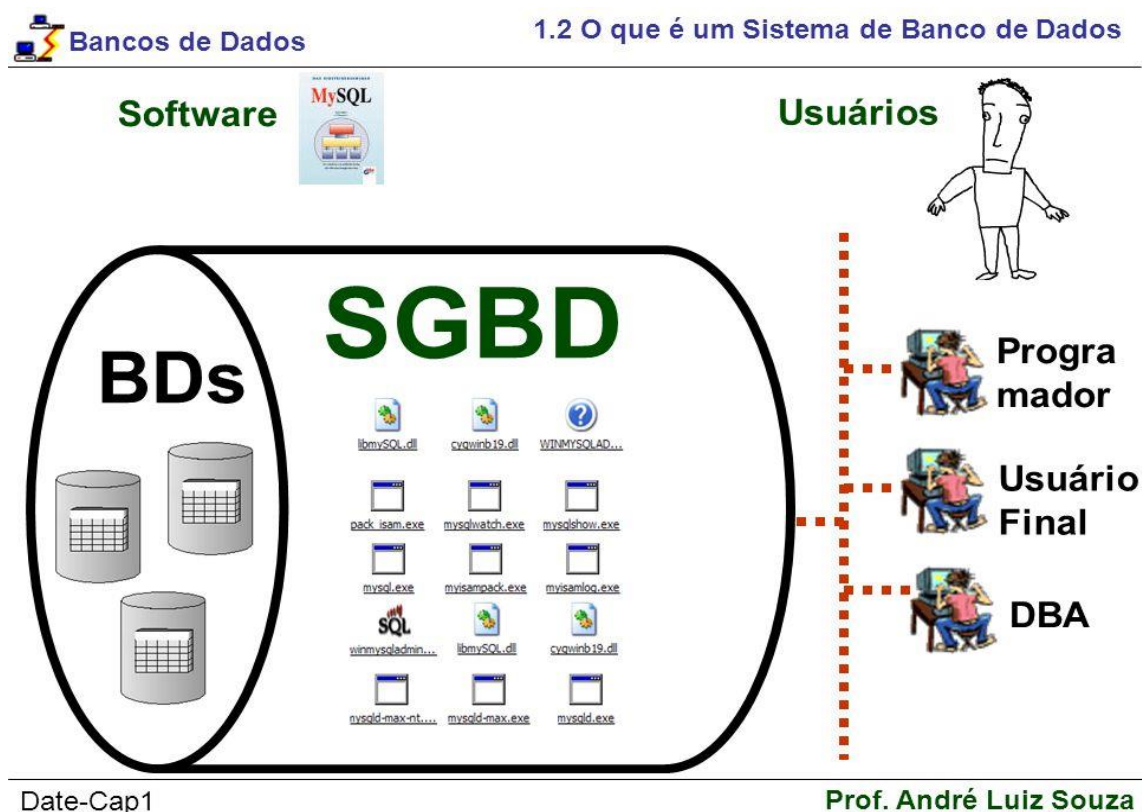 Bancos de Dados
1.2 O que é um Sistema de Banco de Dados
Software
MySQL
Usuários
SGBD
BDs
libmySQL.dll cygwinb19.dll WINMYSQLAD...
pack_isam.exe mysqlwatch.exe mysqlshow.exe
mysql.exe myisampack.exe myisamlog.exe
SQL
winmysqladmin... libmySQL.dll cygwinb19.dll
mysqld-max-nt.... mysqld-max.exe mysqld.exe
Progra
mador
Usuário
Final
DBA
Date-Cap1
Prof. André Luiz Souza